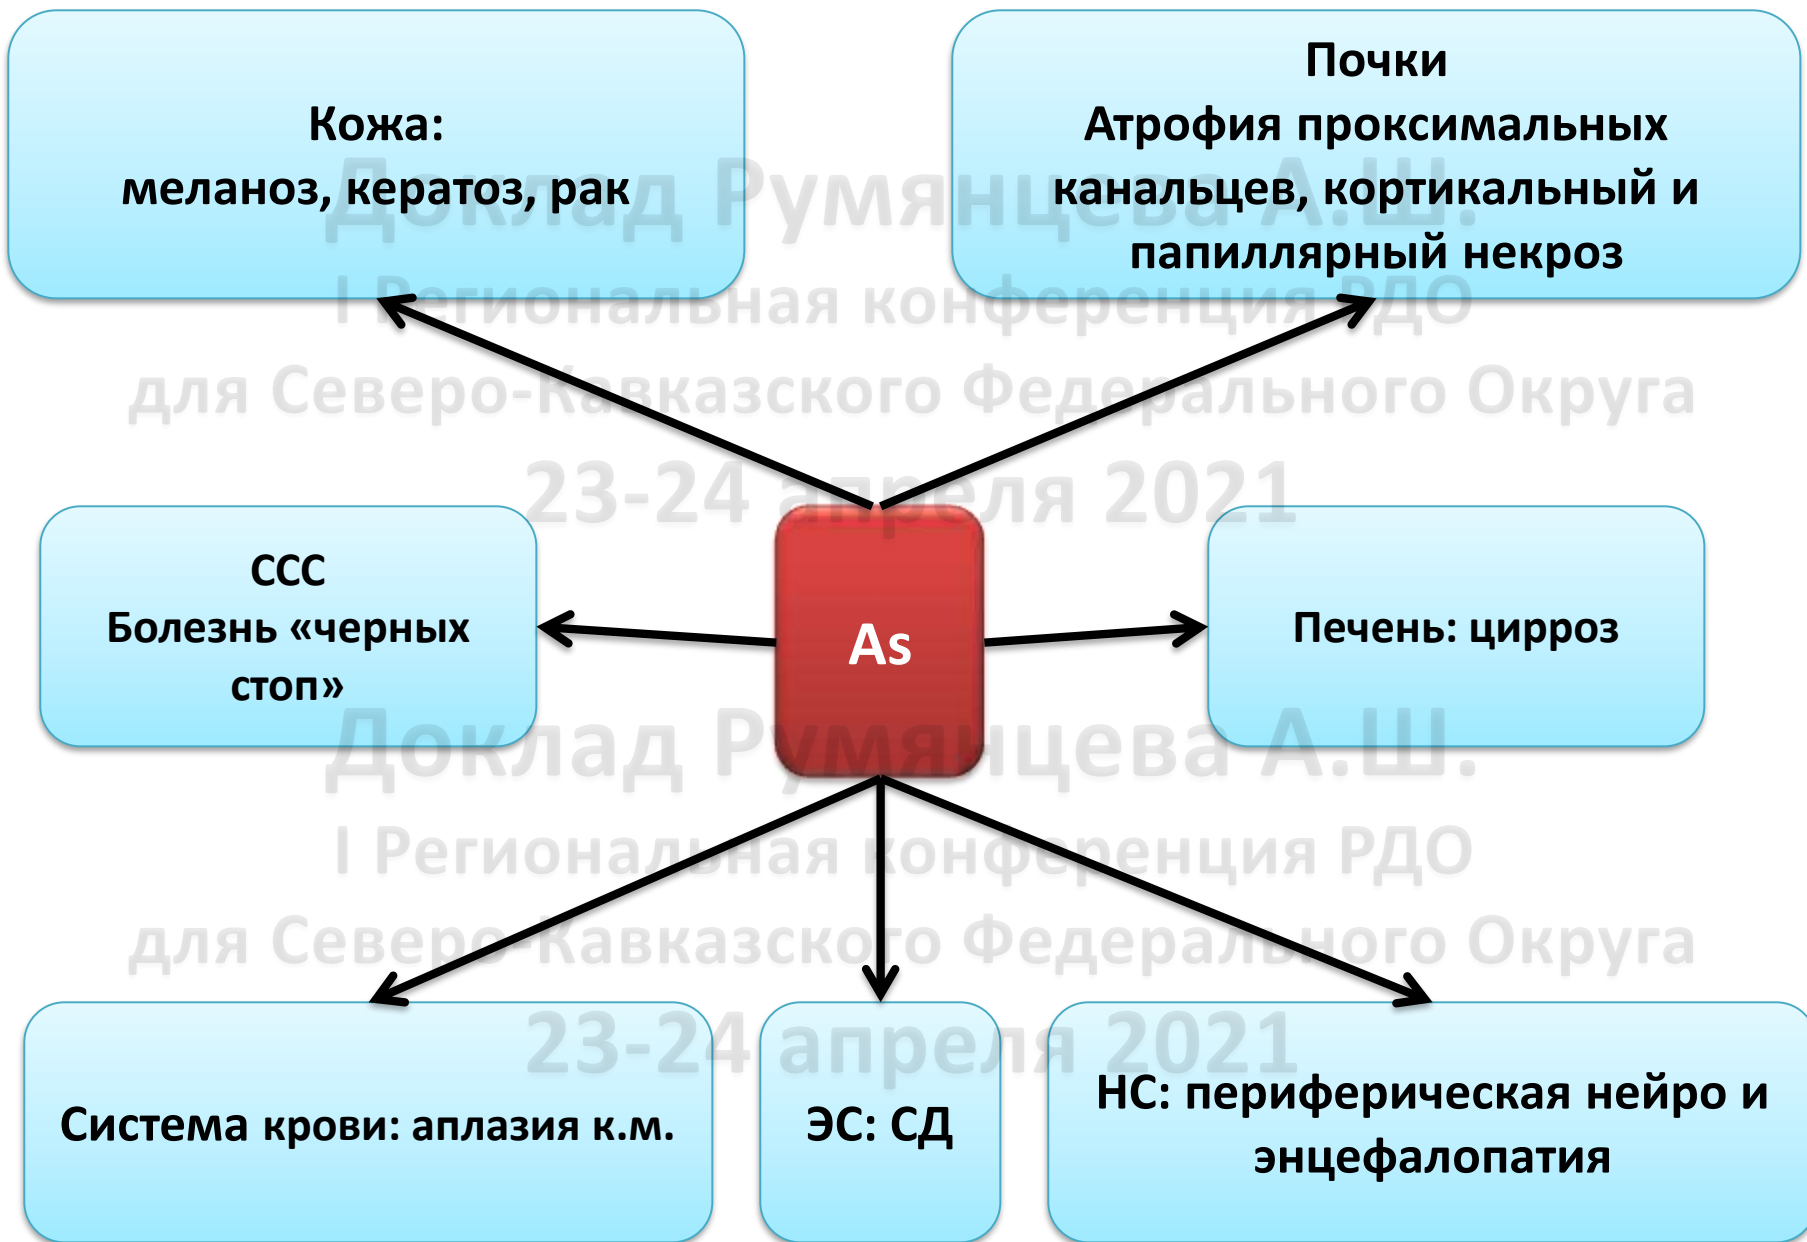 Кожа:
меланоз, кератоз, рак
Почки
Атрофия проксимальных
канальцев, кортикальный и
папиллярный некроз
Доклад Румянцева А.Ш.
I Региональная конференция РДО
для Северо-Кавказского Федерального Округа
23-24 апреля 2021
ССС
Болезнь «черных
стоп»
As
Печень: цирроз
Доклад Румянцева А.Ш.
I Региональная конференция РДО
для Северо-Кавказского Федерального Округа
23-24 апреля 2021
Система крови: аплазия к.м.
ЭС: СД
НС: периферическая нейро и
энцефалопатия